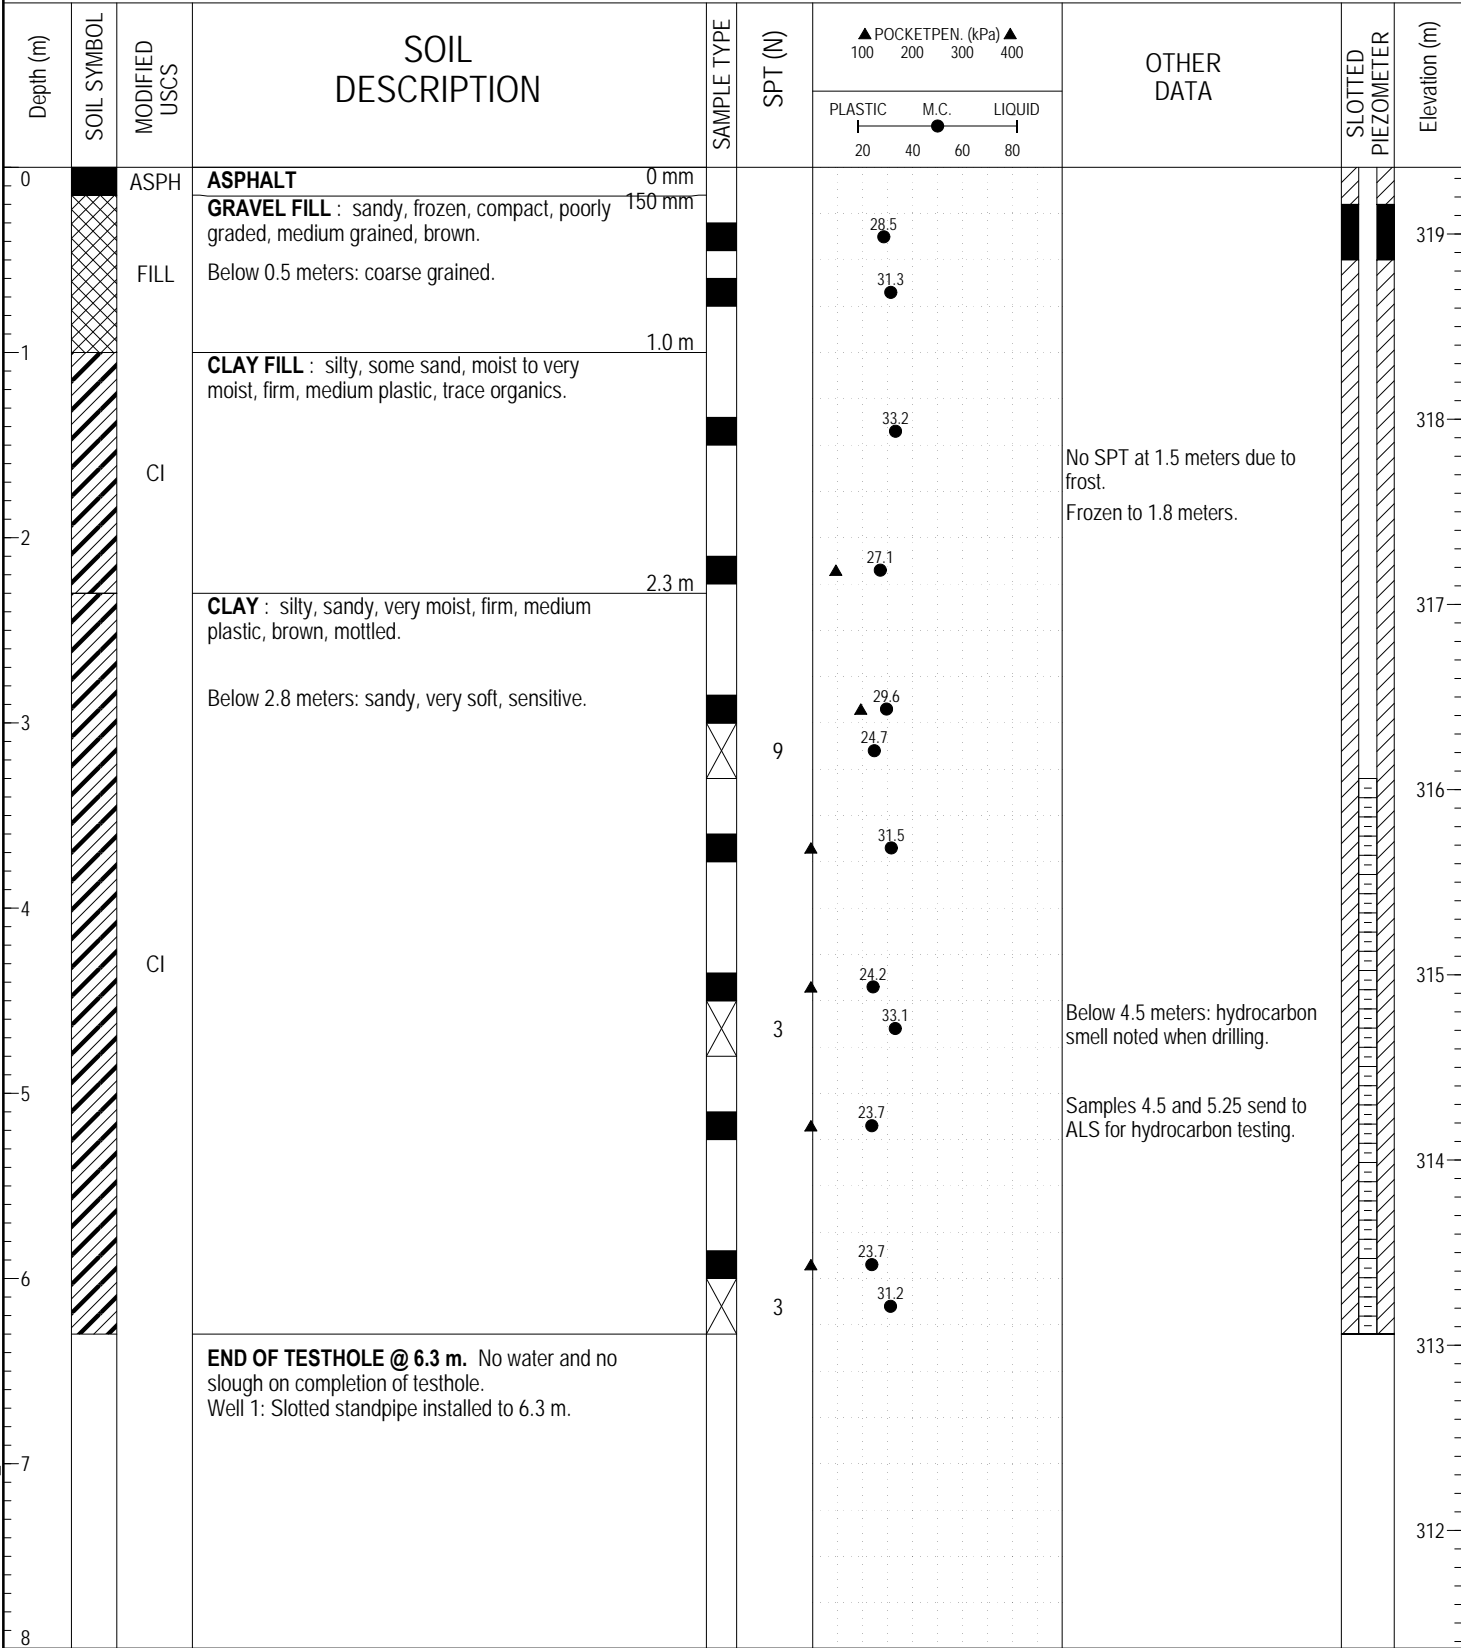 Depth (m)
SOIL SYMBOL
MODIFIED
USCS
SOIL
DESCRIPTION
SAMPLE TYPE
SPT (N)
▲ POCKETPEN. (kPa) ▲
100 200 300 400
PLASTIC M.C. LIQUID
20 40 60 80
OTHER
DATA
SLOTTED
PIEZOMETER
Elevation (m)
0
ASPH
ASPHALT 0 mm
150 mm
GRAVEL FILL : sandy, frozen, compact, poorly
graded, medium grained, brown.
28.5
319
FILL
Below 0.5 meters: coarse grained.
31.3
1.0 m
1
CLAY FILL : silty, some sand, moist to very
moist, firm, medium plastic, trace organics.
33.2
318
CI
No SPT at 1.5 meters due to
frost.
Frozen to 1.8 meters.
2
27.1
2.3 m
CLAY : silty, sandy, very moist, firm, medium
plastic, brown, mottled.
317
Below 2.8 meters: sandy, very soft, sensitive.
29.6
3
9
24.7
316
31.5
4
CI
24.2
315
3
33.1
Below 4.5 meters: hydrocarbon
smell noted when drilling.
5
23.7
Samples 4.5 and 5.25 send to
ALS for hydrocarbon testing.
314
23.7
6
3
31.2
313
END OF TESTHOLE @ 6.3 m. No water and no
slough on completion of testhole.
Well 1: Slotted standpipe installed to 6.3 m.
7
312
8